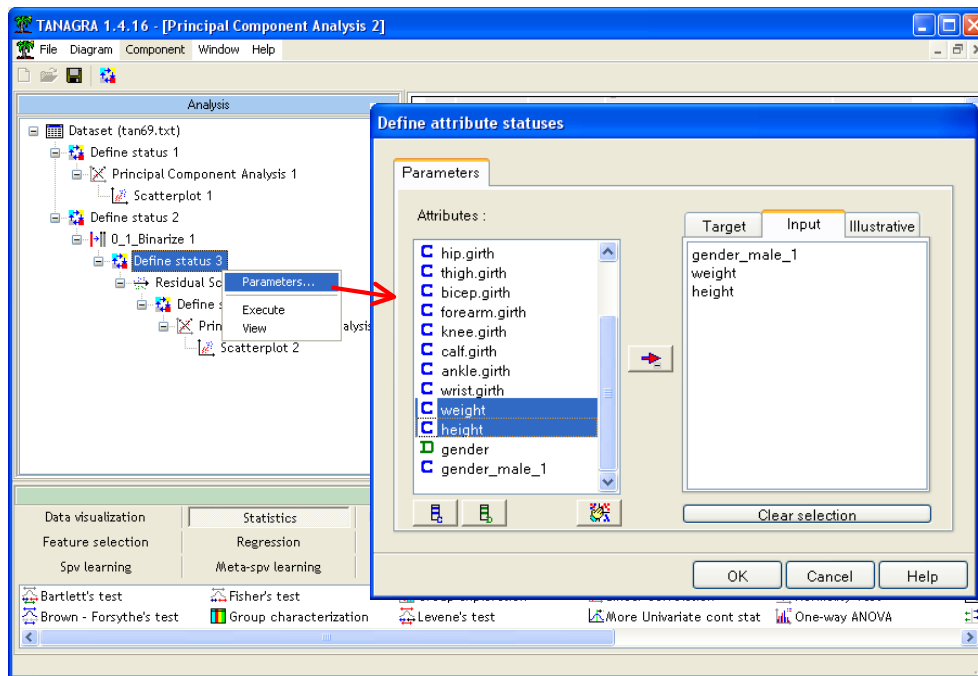 TANAGRA 1.4.16 - [Principal Component Analysis 2]
File Diagram Component Window Help
Analysis
Dataset (tan69.txt)
Define status 1
Principal Component Analysis 1
Scatterplot 1
Define status 2
0_1_Binarize 1
Define status 3
Residual Sc
Define s
Prin alysis
Scatterplot 2
Parameters...
Execute
View
Define attribute statuses
Parameters
Attributes :
hip.girth
thigh.girth
bicep.girth
forearm.girth
knee.girth
calf.girth
ankle.girth
wrist.girth
weight
height
gender
gender_male_1
Target Input Illustrative
gender_male_1
weight
height
Clear selection
OK Cancel Help
Data visualization Statistics
Feature selection Regression
Spv learning Meta-spv learning
Bartlett's test Fisher's test
Brown - Forsythe's test Group characterization Levene's test More Univariate cont stat One-way ANOVA